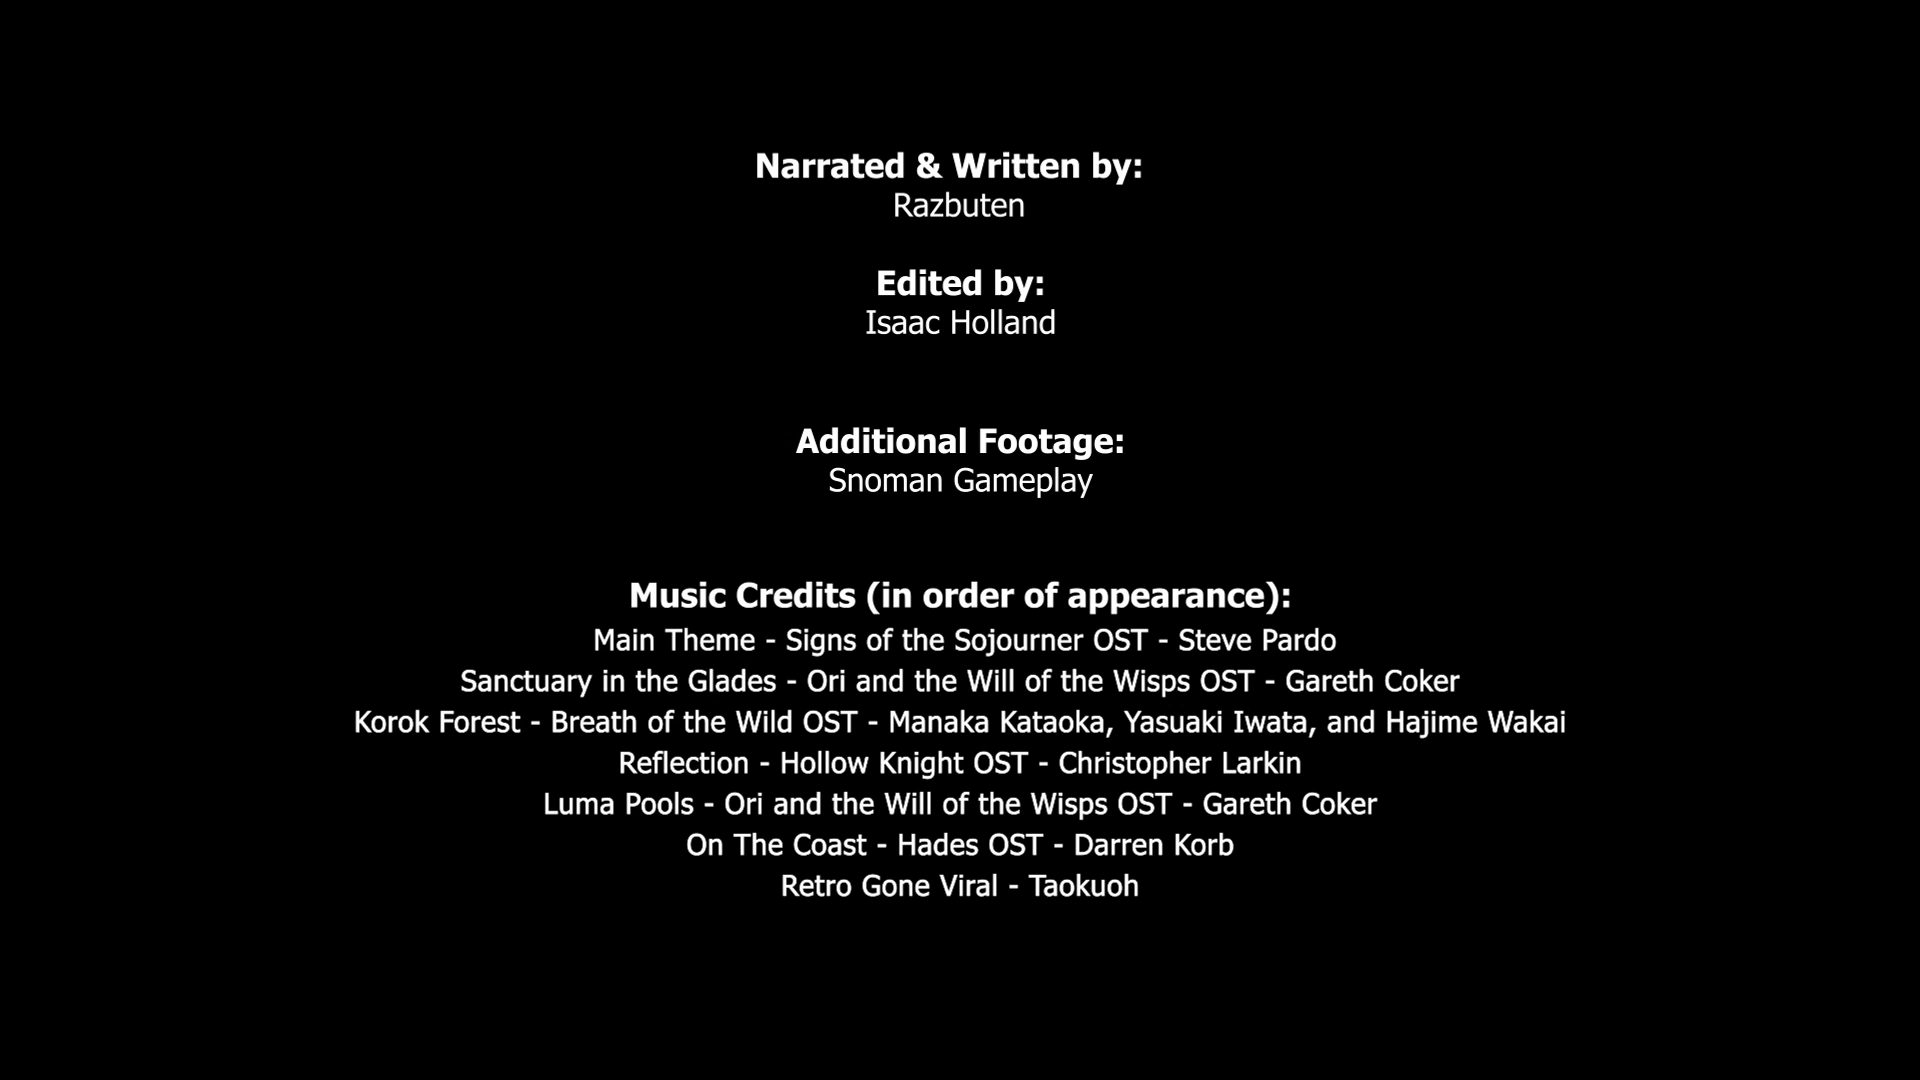 Narrated & Written by:
Razbuten
Edited by:
Isaac Holland
Additional Footage:
Snoman Gameplay
Music Credits (in order of appearance):
Main Theme - Signs of the Sojourner OST - Steve Pardo
Sanctuary in the Glades - Ori and the Will of the Wisps OST - Gareth Coker
Korok Forest - Breath of the Wild OST - Manaka Kataoka, Yasuaki Iwata, and Hajime Wakai
Reflection - Hollow Knight OST - Christopher Larkin
Luma Pools - Ori and the Will of the Wisps OST - Gareth Coker
On The Coast - Hades OST - Darren Korb
Retro Gone Viral - Taokuoh